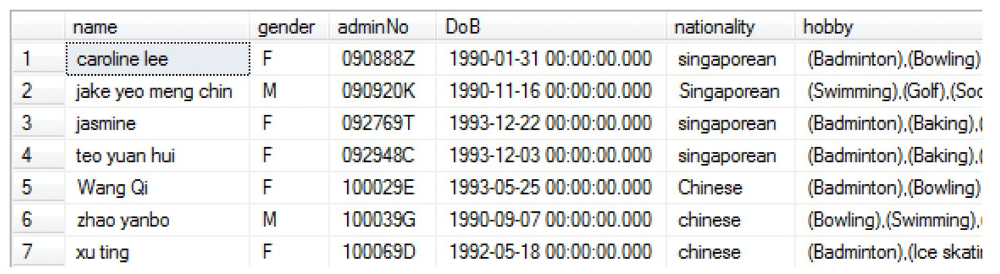 name gender adminNo DoB nationality hobby
1 caroline lee F 090888Z 1990-01-31 00:00:00.000 singaporean (Badminton),(Bowling)
2 jake yeo meng chin M 090920K 1990-11-16 00:00:00.000 Singaporean (Swimming),(Golf),(Soc
3 jasmine F 092769T 1993-12-22 00:00:00.000 singaporean (Badminton),(Baking),(
4 teo yuan hui F 092948C 1993-12-03 00:00:00.000 singaporean (Badminton),(Baking),(
5 Wang Qi F 100029E 1993-05-25 00:00:00.000 Chinese (Badminton),(Bowling)
6 zhao yanbo M 100039G 1990-09-07 00:00:00.000 chinese (Bowling),(Swimming),(
7 xu ting F 100069D 1992-05-18 00:00:00.000 chinese (Badminton),(Ice skati